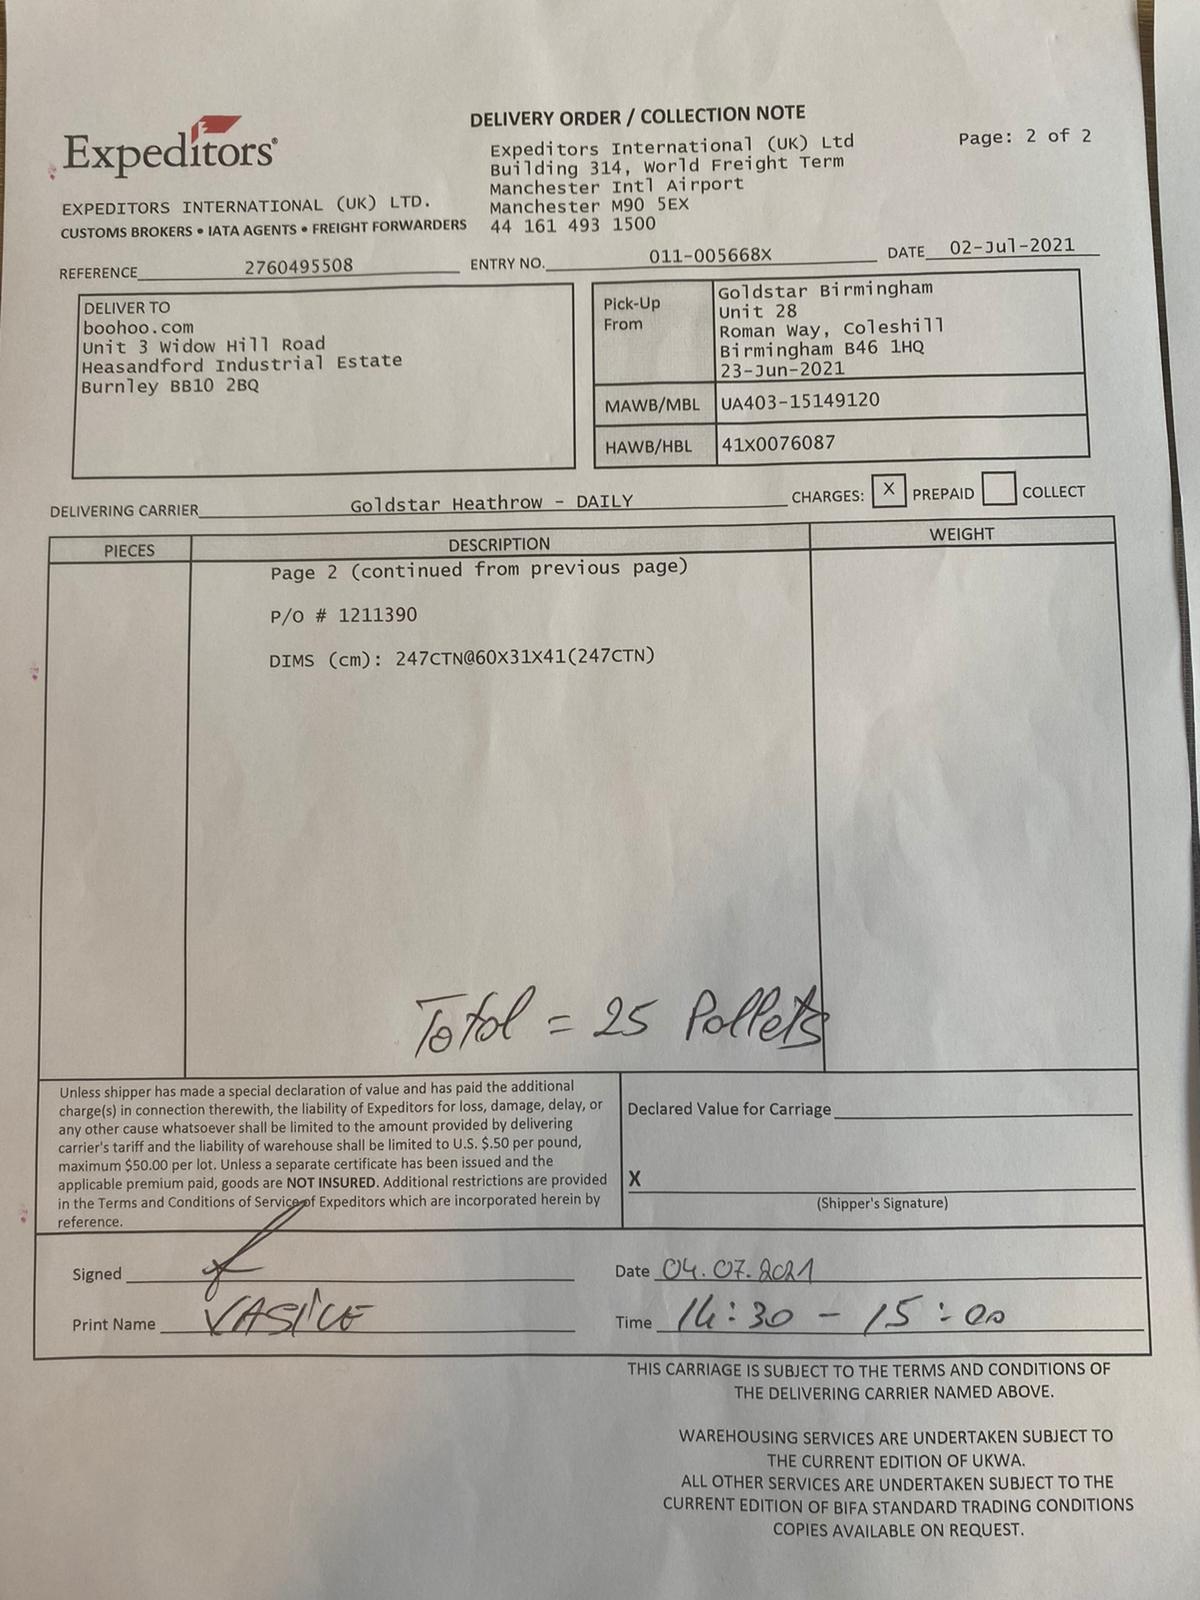 DELIVERY ORDER / COLLECTION NOTE
Expeditors
Expeditors International (UK) Ltd
Building 314, World Freight Term
Manchester Intl Airport
Manchester M90 5EX
44 161 493 1500
Page: 2 of 2
EXPEDITORS INTERNATIONAL (UK) LTD.
CUSTOMS BROKERS • IATA AGENTS • FREIGHT FORWARDERS
REFERENCE 2760495508 ENTRY NO. 011-005668X DATE 02-Jul-2021
DELIVER TO
boohoo.com
Unit 3 Widow Hill Road
Heasandford Industrial Estate
Burnley BB10 2BQ
Pick-Up
From
Goldstar Birmingham
Unit 28
Roman Way, Coleshill
Birmingham B46 1HQ
23-Jun-2021
MAWB/MBL UA403-15149120
HAWB/HBL 41X0076087
DELIVERING CARRIER Goldstar Heathrow - DAILY CHARGES: X PREPAID COLLECT
PIECES DESCRIPTION WEIGHT
Page 2 (continued from previous page)
P/O # 1211390
DIMS (cm): 247CTN@60X31X41(247CTN)
Total = 25 Pallets
Unless shipper has made a special declaration of value and has paid the additional
charge(s) in connection therewith, the liability of Expeditors for loss, damage, delay, or
any other cause whatsoever shall be limited to the amount provided by delivering
carrier's tariff and the liability of warehouse shall be limited to U.S. $.50 per pound,
maximum $50.00 per lot. Unless a separate certificate has been issued and the
applicable premium paid, goods are NOT INSURED. Additional restrictions are provided
in the Terms and Conditions of Service of Expeditors which are incorporated herein by
reference.
Declared Value for Carriage
X
(Shipper's Signature)
Signed
Date 04.07.2021
Print Name
Time 14:30 - 15:00
THIS CARRIAGE IS SUBJECT TO THE TERMS AND CONDITIONS OF
THE DELIVERING CARRIER NAMED ABOVE.
WAREHOUSING SERVICES ARE UNDERTAKEN SUBJECT TO
THE CURRENT EDITION OF UKWA.
ALL OTHER SERVICES ARE UNDERTAKEN SUBJECT TO THE
CURRENT EDITION OF BIFA STANDARD TRADING CONDITIONS
COPIES AVAILABLE ON REQUEST.